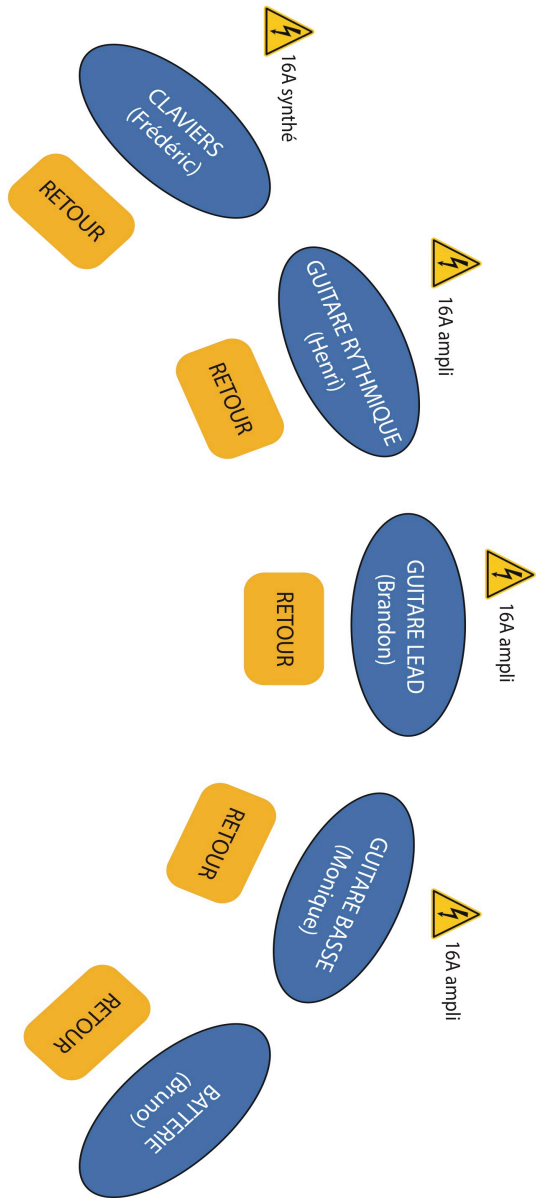 16A synthé
CLAVIERS
(Frédéric)
RETOUR
16A ampli
GUITARE RYTHMIQUE
(Henri)
RETOUR
16A ampli
GUITARE LEAD
(Brandon)
RETOUR
16A ampli
GUITARE BASSE
(Monique)
RETOUR
BATTERIE
(Bruno)
RETOUR